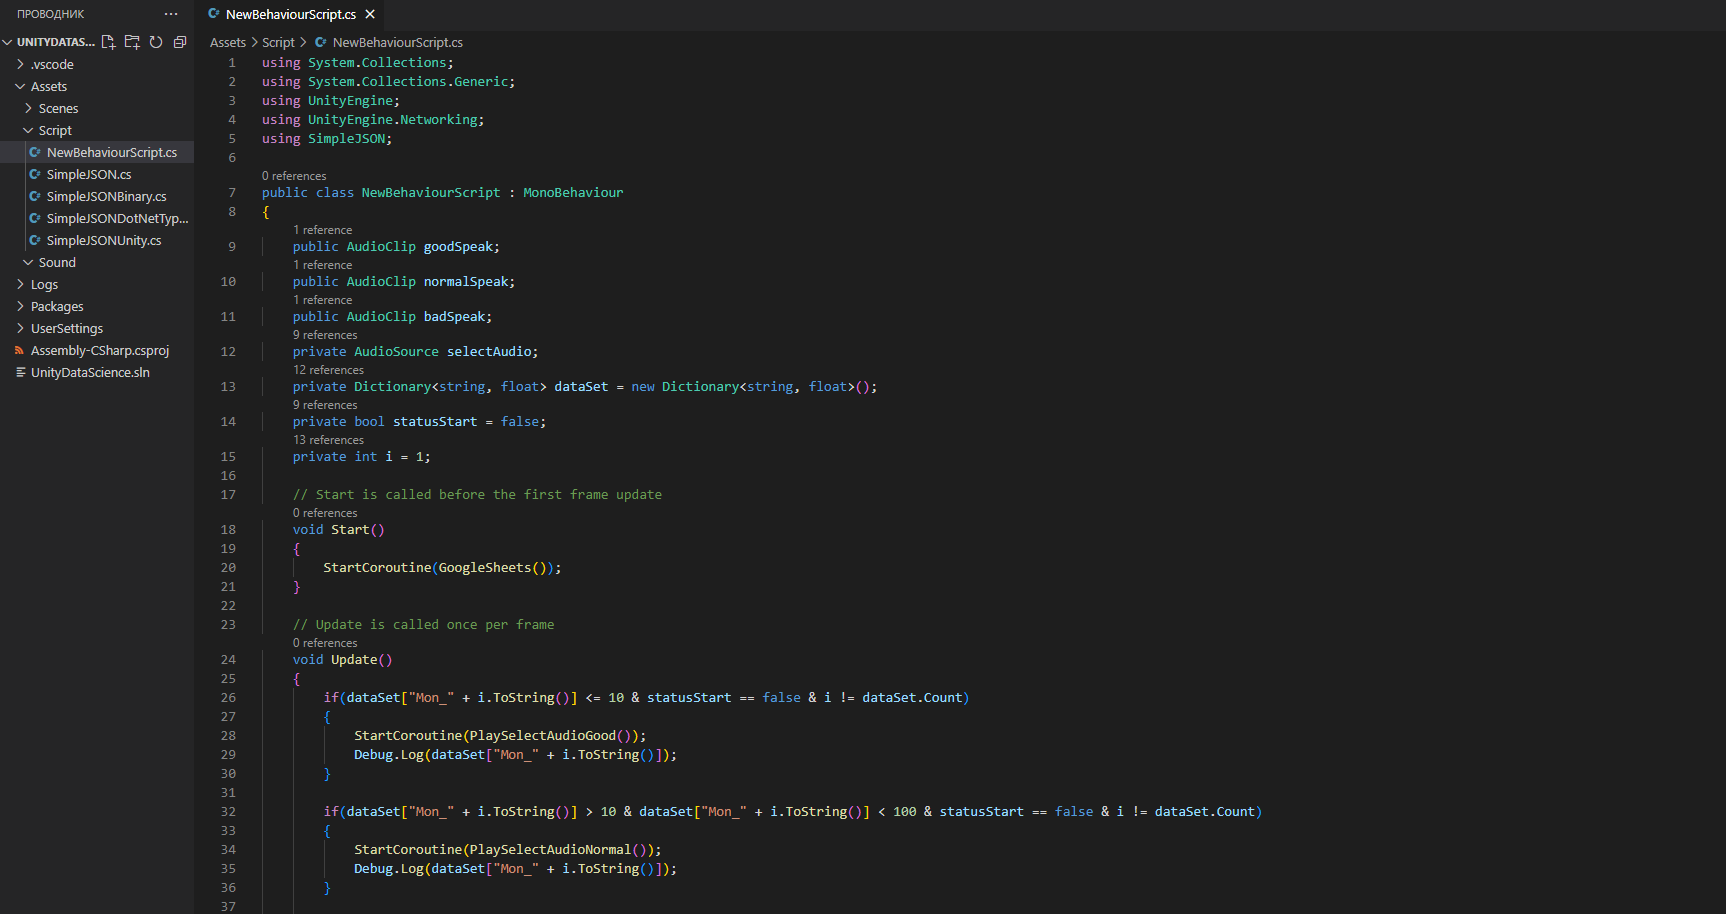 ПРОВОДНИК ···
UNITYDATAS...
.vscode
Assets
Scenes
Script
NewBehaviourScript.cs
SimpleJSON.cs
SimpleJSONBinary.cs
SimpleJSONDotNetTyp...
SimpleJSONUnity.cs
Sound
Logs
Packages
UserSettings
Assembly-CSharp.csproj
UnityDataScience.sln
C# NewBehaviourScript.cs ×
Assets > Script > C# NewBehaviourScript.cs
1 using System.Collections;
2 using System.Collections.Generic;
3 using UnityEngine;
4 using UnityEngine.Networking;
5 using SimpleJSON;
6
0 references
7 public class NewBehaviourScript : MonoBehaviour
8 {
1 reference
9 public AudioClip goodSpeak;
1 reference
10 public AudioClip normalSpeak;
1 reference
11 public AudioClip badSpeak;
9 references
12 private AudioSource selectAudio;
12 references
13 private Dictionary<string, float> dataSet = new Dictionary<string, float>();
9 references
14 private bool statusStart = false;
13 references
15 private int i = 1;
16
17 // Start is called before the first frame update
0 references
18 void Start()
19 {
20 StartCoroutine(GoogleSheets());
21 }
22
23 // Update is called once per frame
0 references
24 void Update()
25 {
26 if(dataSet["Mon_" + i.ToString()] <= 10 & statusStart == false & i != dataSet.Count)
27 {
28 StartCoroutine(PlaySelectAudioGood());
29 Debug.Log(dataSet["Mon_" + i.ToString()]);
30 }
31
32 if(dataSet["Mon_" + i.ToString()] > 10 & dataSet["Mon_" + i.ToString()] < 100 & statusStart == false & i != dataSet.Count)
33 {
34 StartCoroutine(PlaySelectAudioNormal());
35 Debug.Log(dataSet["Mon_" + i.ToString()]);
36 }
37